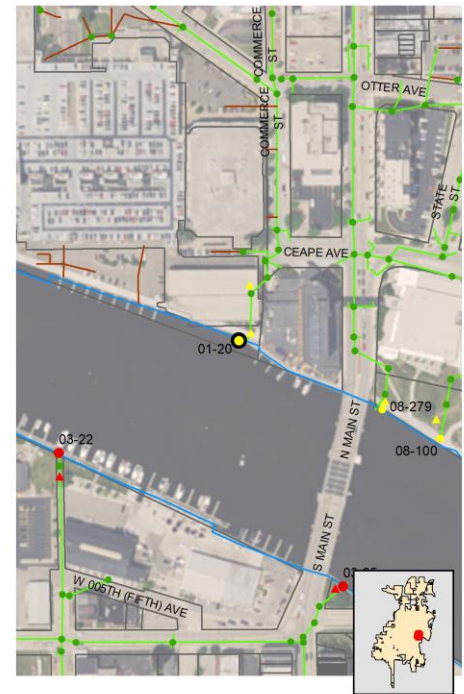 COMMERCE
ST
OTTER AVE
COMMERCE
ST
STATE
ST
CEAPE AVE
01-20
08-279
N MAIN ST
08-100
03-22
S MAIN ST
W 005TH (FIFTH) AVE